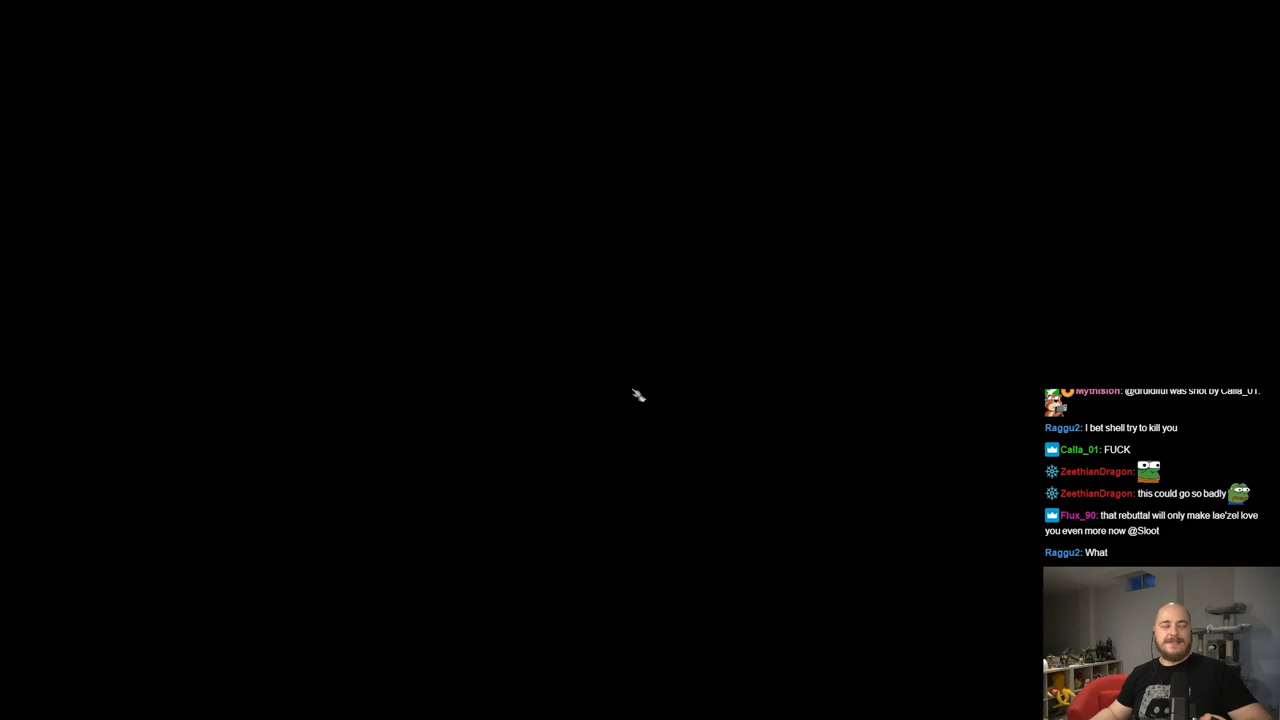 Mythision: @druidifui was shot by Calla_01.
Raggu2: I bet shell try to kill you
Calla_01: FUCK
ZeethianDragon:
ZeethianDragon: this could go so badly
Flux_90: that rebuttal will only make lae'zel love
you even more now @Sloot
Raggu2: What